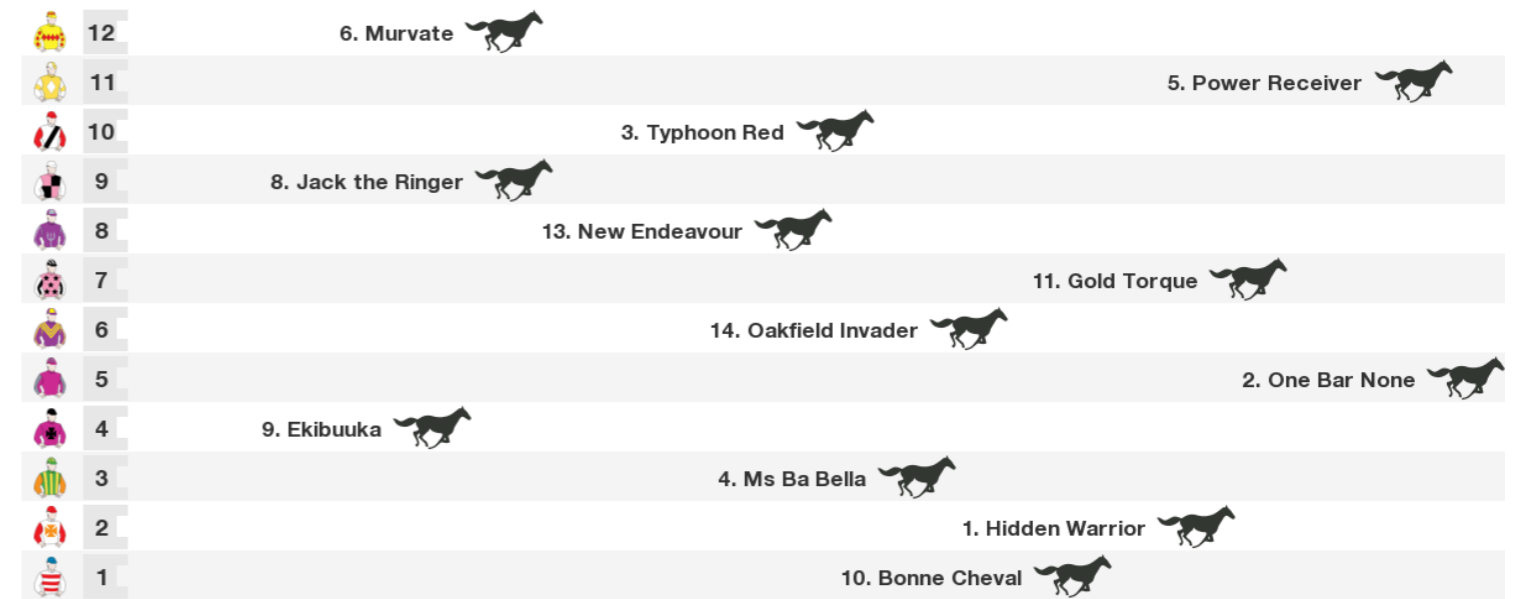 12 6. Murvate
11 5. Power Receiver
10 3. Typhoon Red
9 8. Jack the Ringer
8 13. New Endeavour
7 11. Gold Torque
6 14. Oakfield Invader
5 2. One Bar None
4 9. Ekibuuka
3 4. Ms Ba Bella
2 1. Hidden Warrior
1 10. Bonne Cheval